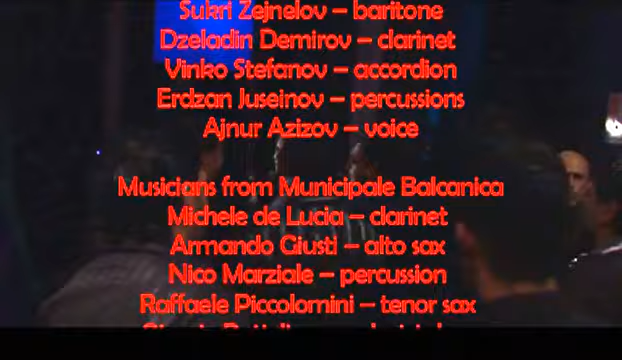 Sukri Zejnelov – baritone
Dzeladin Demirov – clarinet
Vinko Stefanov – accordion
Erdzan Juseinov – percussions
Ajnur Azizov – voice
Musicians from Municipale Balcanica
Michele de Lucia – clarinet
Armando Giusti – alto sax
Nico Marziale – percussion
Raffaele Piccolomini – tenor sax